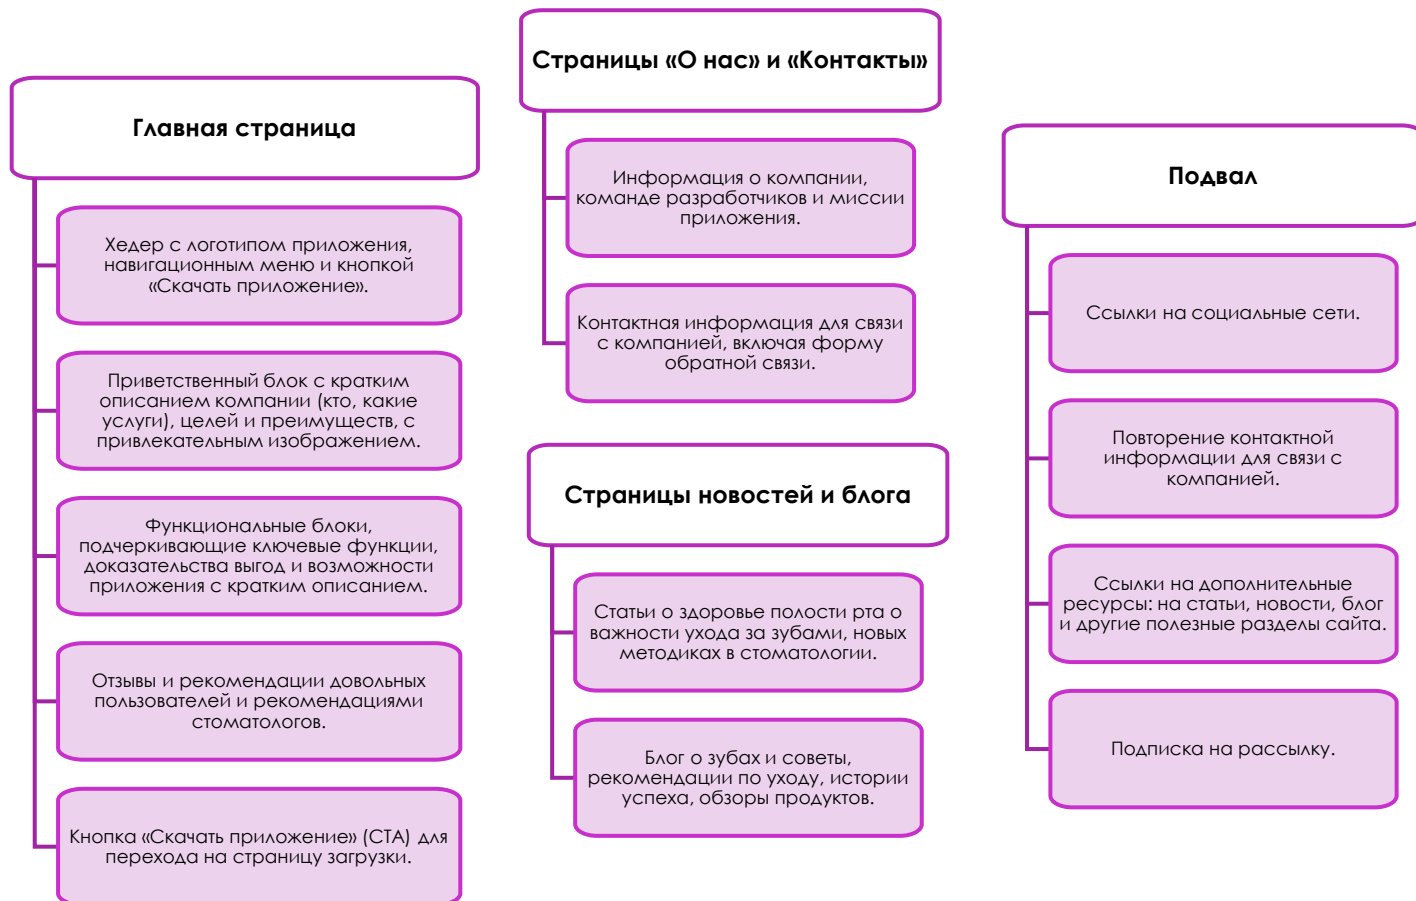 Главная страница
Хедер с логотипом приложения,
навигационным меню и кнопкой
«Скачать приложение».
Приветственный блок с кратким
описанием компании (кто, какие
услуги), целей и преимуществ, с
привлекательным изображением.
Функциональные блоки,
подчеркивающие ключевые функции,
доказательства выгод и возможности
приложения с кратким описанием.
Отзывы и рекомендации довольных
пользователей и рекомендациями
стоматологов.
Кнопка «Скачать приложение» (CTA) для
перехода на страницу загрузки.
Страницы «О нас» и «Контакты»
Информация о компании,
команде разработчиков и миссии
приложения.
Контактная информация для связи
с компанией, включая форму
обратной связи.
Страницы новостей и блога
Статьи о здоровье полости рта о
важности ухода за зубами, новых
методиках в стоматологии.
Блог о зубах и советы,
рекомендации по уходу, истории
успеха, обзоры продуктов.
Подвал
Ссылки на социальные сети.
Повторение контактной
информации для связи с
компанией.
Ссылки на дополнительные
ресурсы: на статьи, новости, блог
и другие полезные разделы сайта.
Подписка на рассылку.